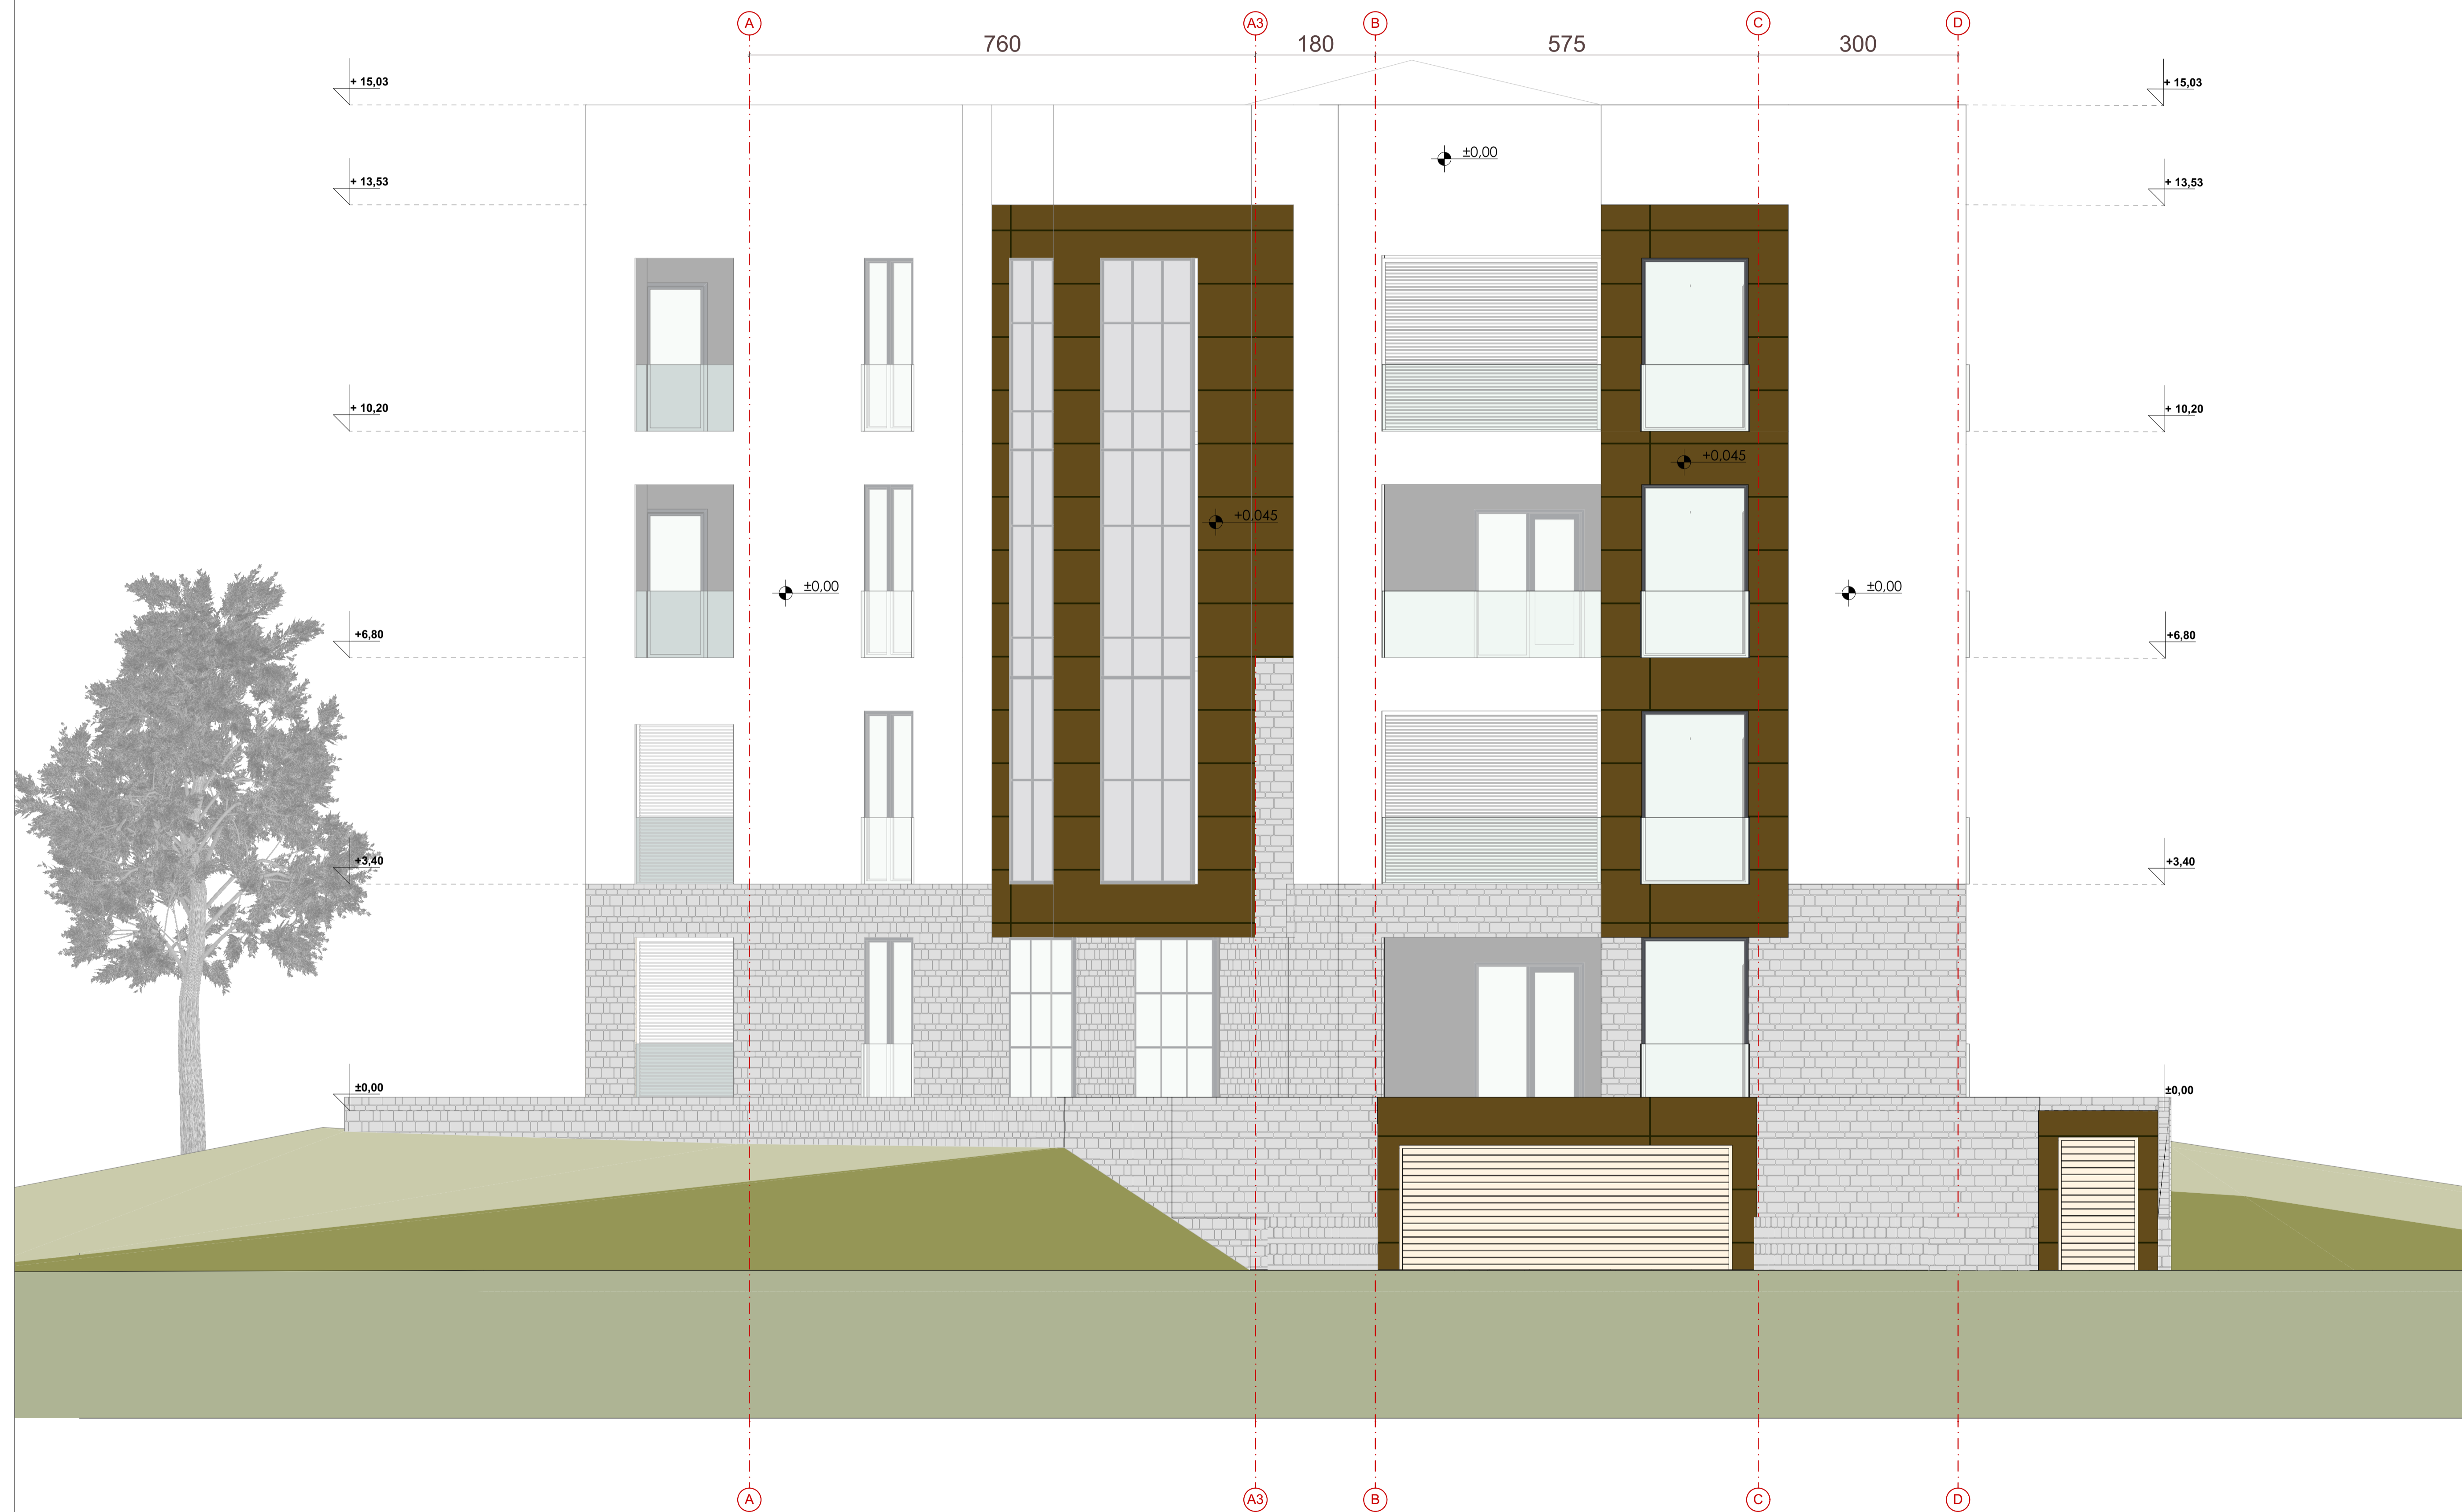 A A3 B C D
760 180 575 300
+ 15,03 + 15,03
±0,00
+ 13,53 + 13,53
+ 10,20 + 10,20
+0,045
+0,045
±0,00 ±0,00
+6,80 +6,80
+3,40 +3,40
±0,00 ±0,00
A A3 B C D